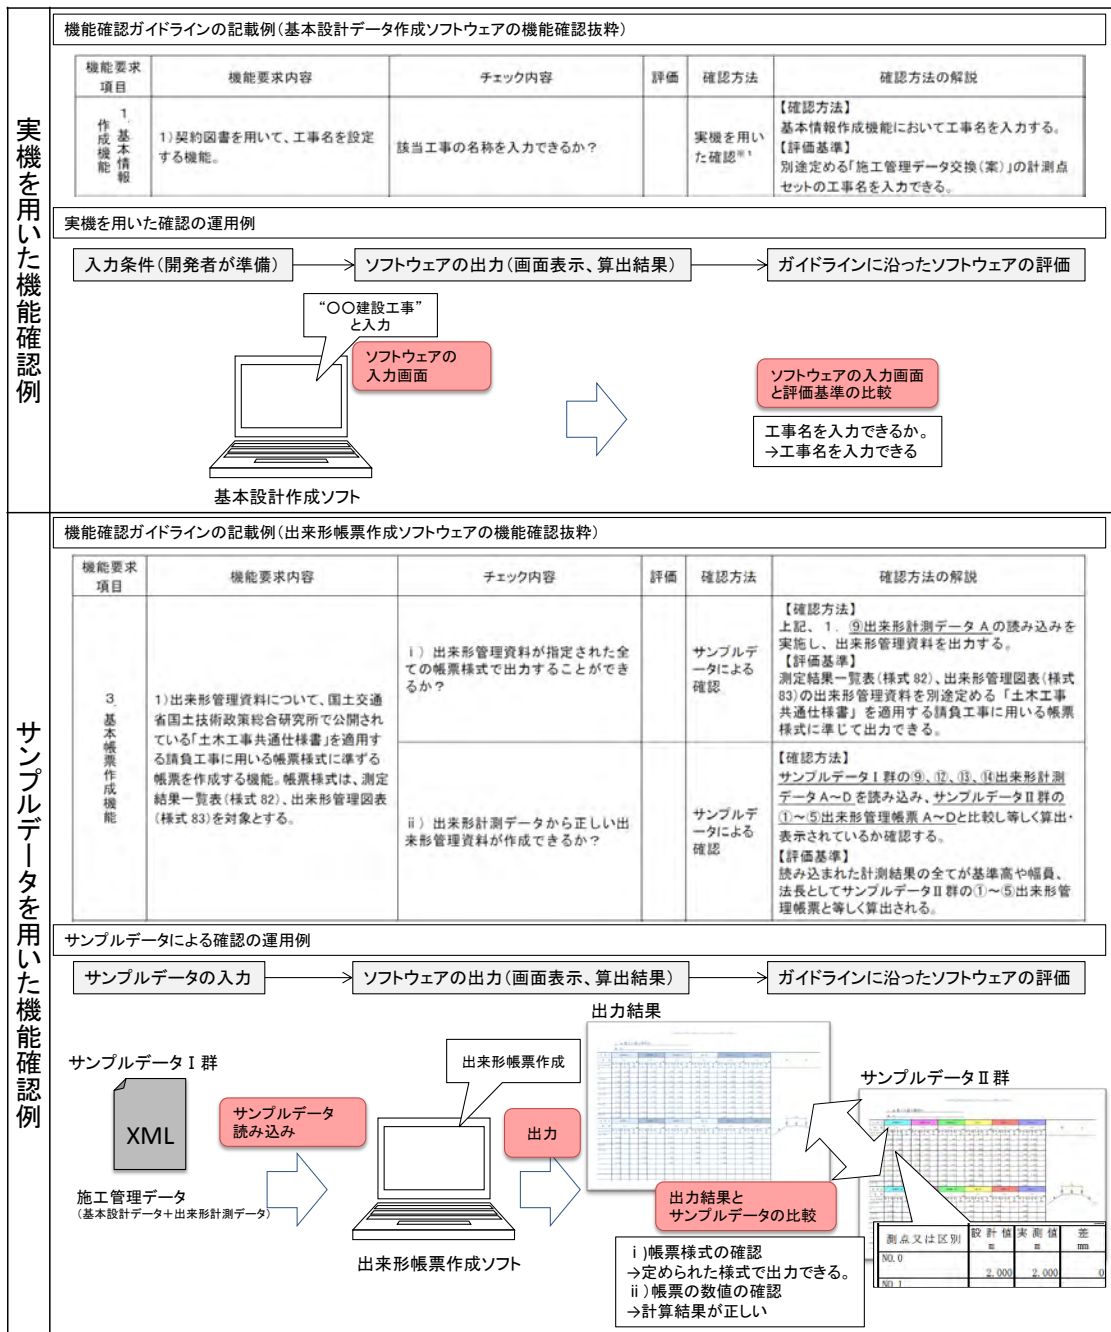 実機を用いた機能確認例
機能確認ガイドラインの記載例(基本設計データ作成ソフトウェアの機能確認抜粋)
機能要求
項目
機能要求内容
チェック内容
評価
確認方法
確認方法の解説
1.基本情報
作成機能
1)契約図書を用いて、工事名を設定
する機能。
該当工事の名称を入力できるか？
実機を用い
た確認※1
【確認方法】
基本情報作成機能において工事名を入力する。
【評価基準】
別途定める「施工管理データ交換(案)」の計測点
セットの工事名を入力できる。
実機を用いた確認の運用例
入力条件(開発者が準備)
ソフトウェアの出力(画面表示、算出結果)
ガイドラインに沿ったソフトウェアの評価
“〇〇建設工事”
と入力
ソフトウェアの
入力画面
基本設計作成ソフト
ソフトウェアの入力画面
と評価基準の比較
工事名を入力できるか。
→工事名を入力できる
サンプルデータを用いた機能確認例
機能確認ガイドラインの記載例(出来形帳票作成ソフトウェアの機能確認抜粋)
機能要求
項目
機能要求内容
チェック内容
評価
確認方法
確認方法の解説
3.基本帳票作成機能
1)出来形管理資料について、国土交通
省国土技術政策総合研究所で公開され
ている「土木工事共通仕様書」を適用す
る請負工事に用いる帳票様式に準ずる
帳票を作成する機能。帳票様式は、測定
結果一覧表(様式82)、出来形管理図表
(様式83)を対象とする。
ⅰ）出来形管理資料が指定された全
ての帳票様式で出力することができ
るか？
サンプルデ
ータによる
確認
【確認方法】
上記、１．⑨出来形計測データAの読み込みを
実施し、出来形管理資料を出力する。
【評価基準】
測定結果一覧表(様式82)、出来形管理図表(様式
83)の出来形管理資料を別途定める「土木工事
共通仕様書」を適用する請負工事に用いる帳票
様式に準じて出力できる。
ⅱ）出来形計測データから正しい出
来形管理資料が作成できるか？
サンプルデ
ータによる
確認
【確認方法】
サンプルデータⅠ群の⑨、⑫、⑬、⑭出来形計測
データA～Dを読み込み、サンプルデータⅡ群の
①～⑤出来形管理帳票A～Dと比較し等しく算出・
表示されているか確認する。
【評価基準】
読み込まれた計測結果の全てが基準高や幅員、
法長としてサンプルデータⅡ群の①～⑤出来形管
理帳票と等しく算出される。
サンプルデータによる確認の運用例
サンプルデータの入力
ソフトウェアの出力(画面表示、算出結果)
ガイドラインに沿ったソフトウェアの評価
出力結果
サンプルデータⅠ群
XML
施工管理データ
(基本設計データ＋出来形計測データ)
サンプルデータ
読み込み
出来形帳票作成
出来形帳票作成ソフト
出力
サンプルデータⅡ群
出力結果と
サンプルデータの比較
ⅰ)帳票様式の確認
→定められた様式で出力できる。
ⅱ)帳票の数値の確認
→計算結果が正しい
測点又は区別
設計値
m
実測値
m
差
mm
NO.0
2.000
2.000
0
NO.1